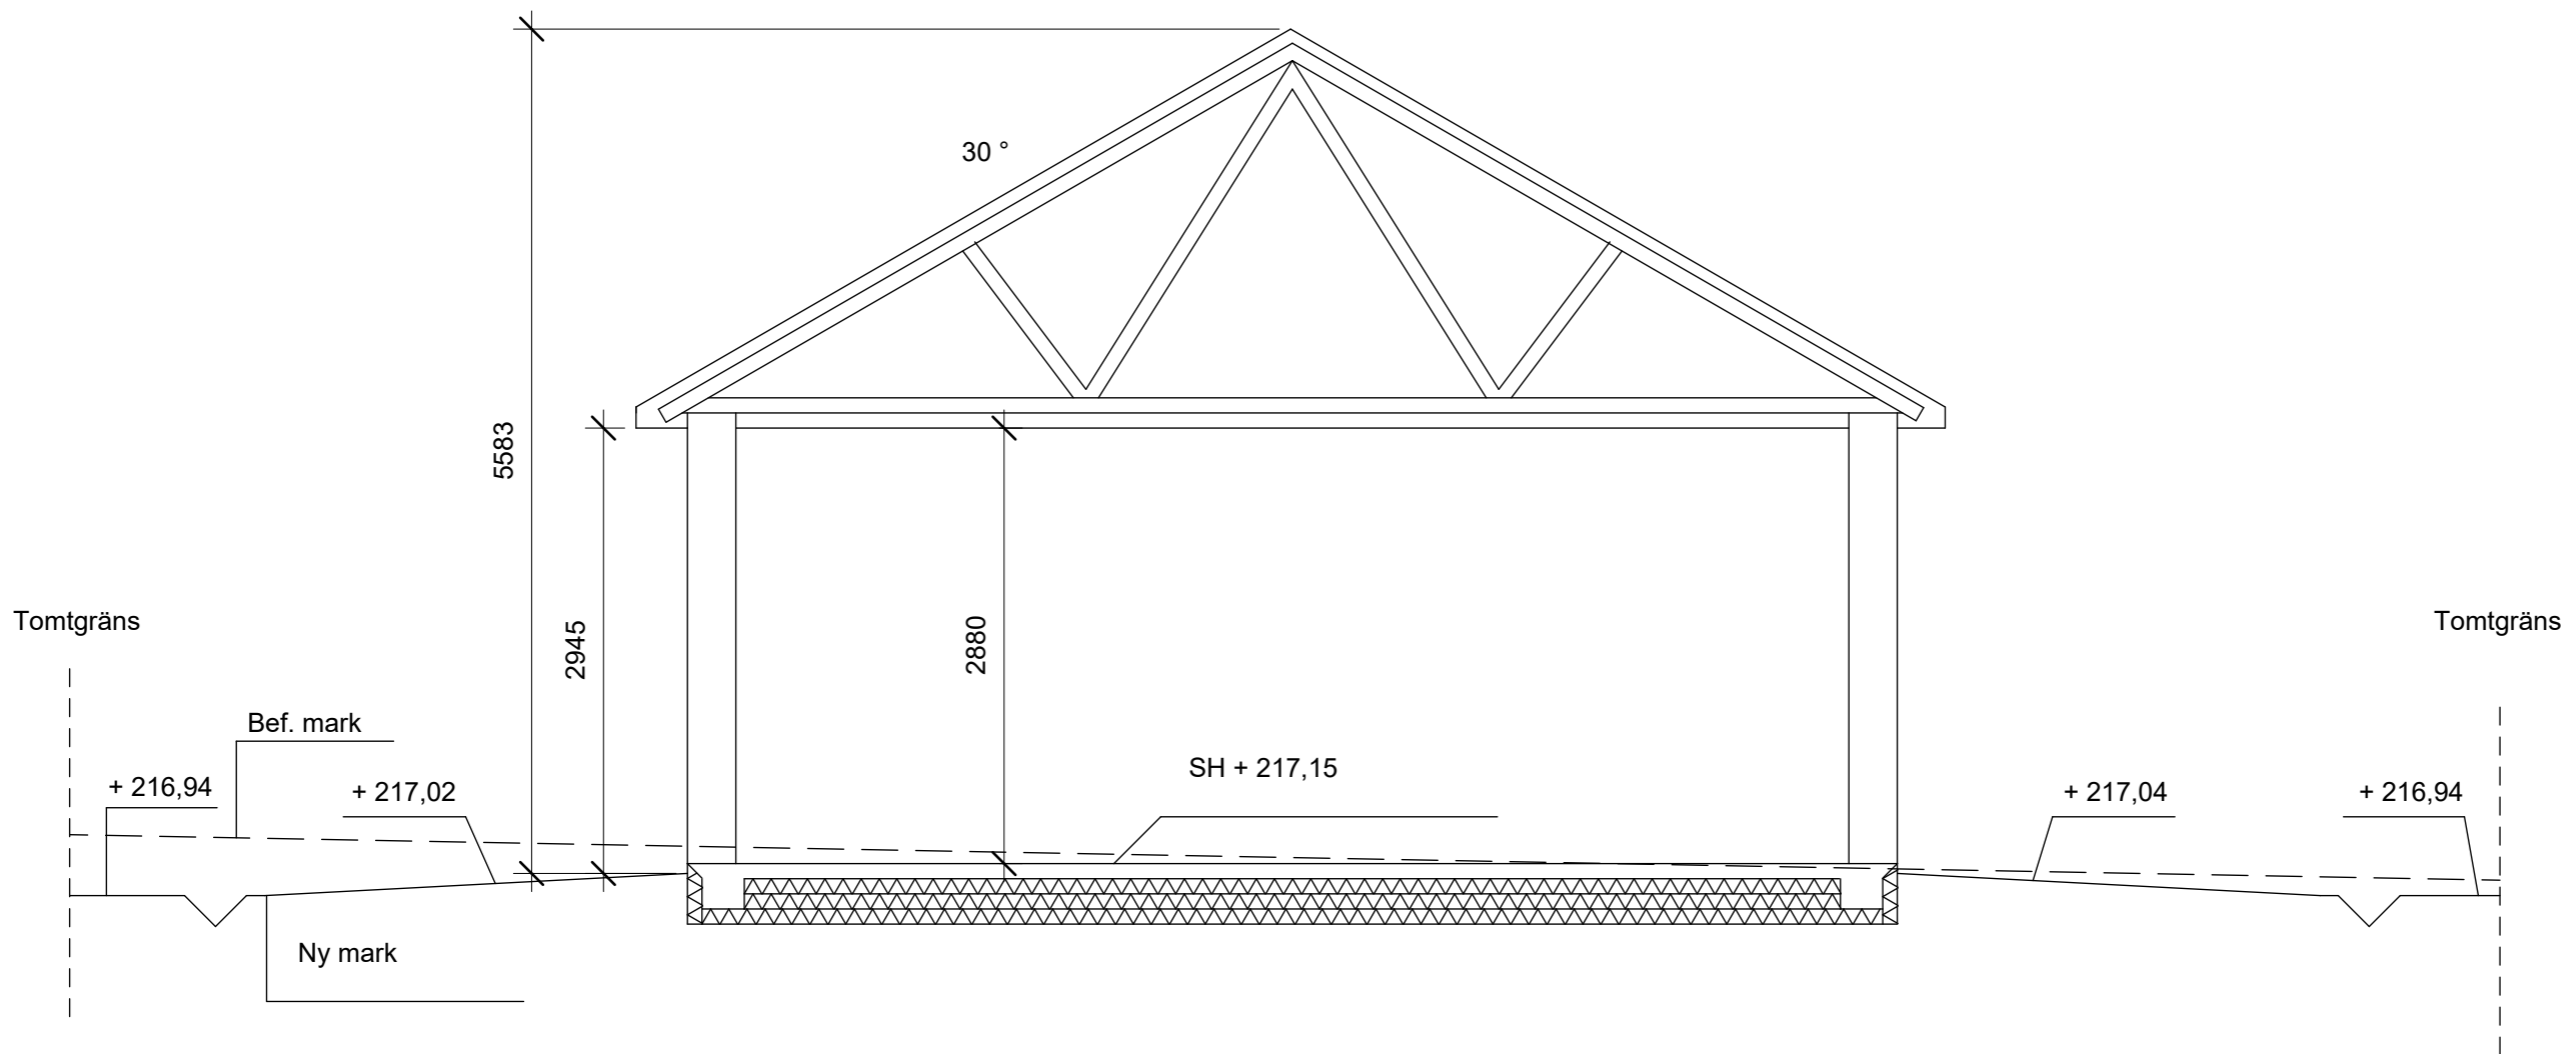 30 °
5583
2945
2880
Tomtgräns
Tomtgräns
Bef. mark
SH + 217,15
+ 216,94
+ 217,02
+ 217,04
+ 216,94
Ny mark